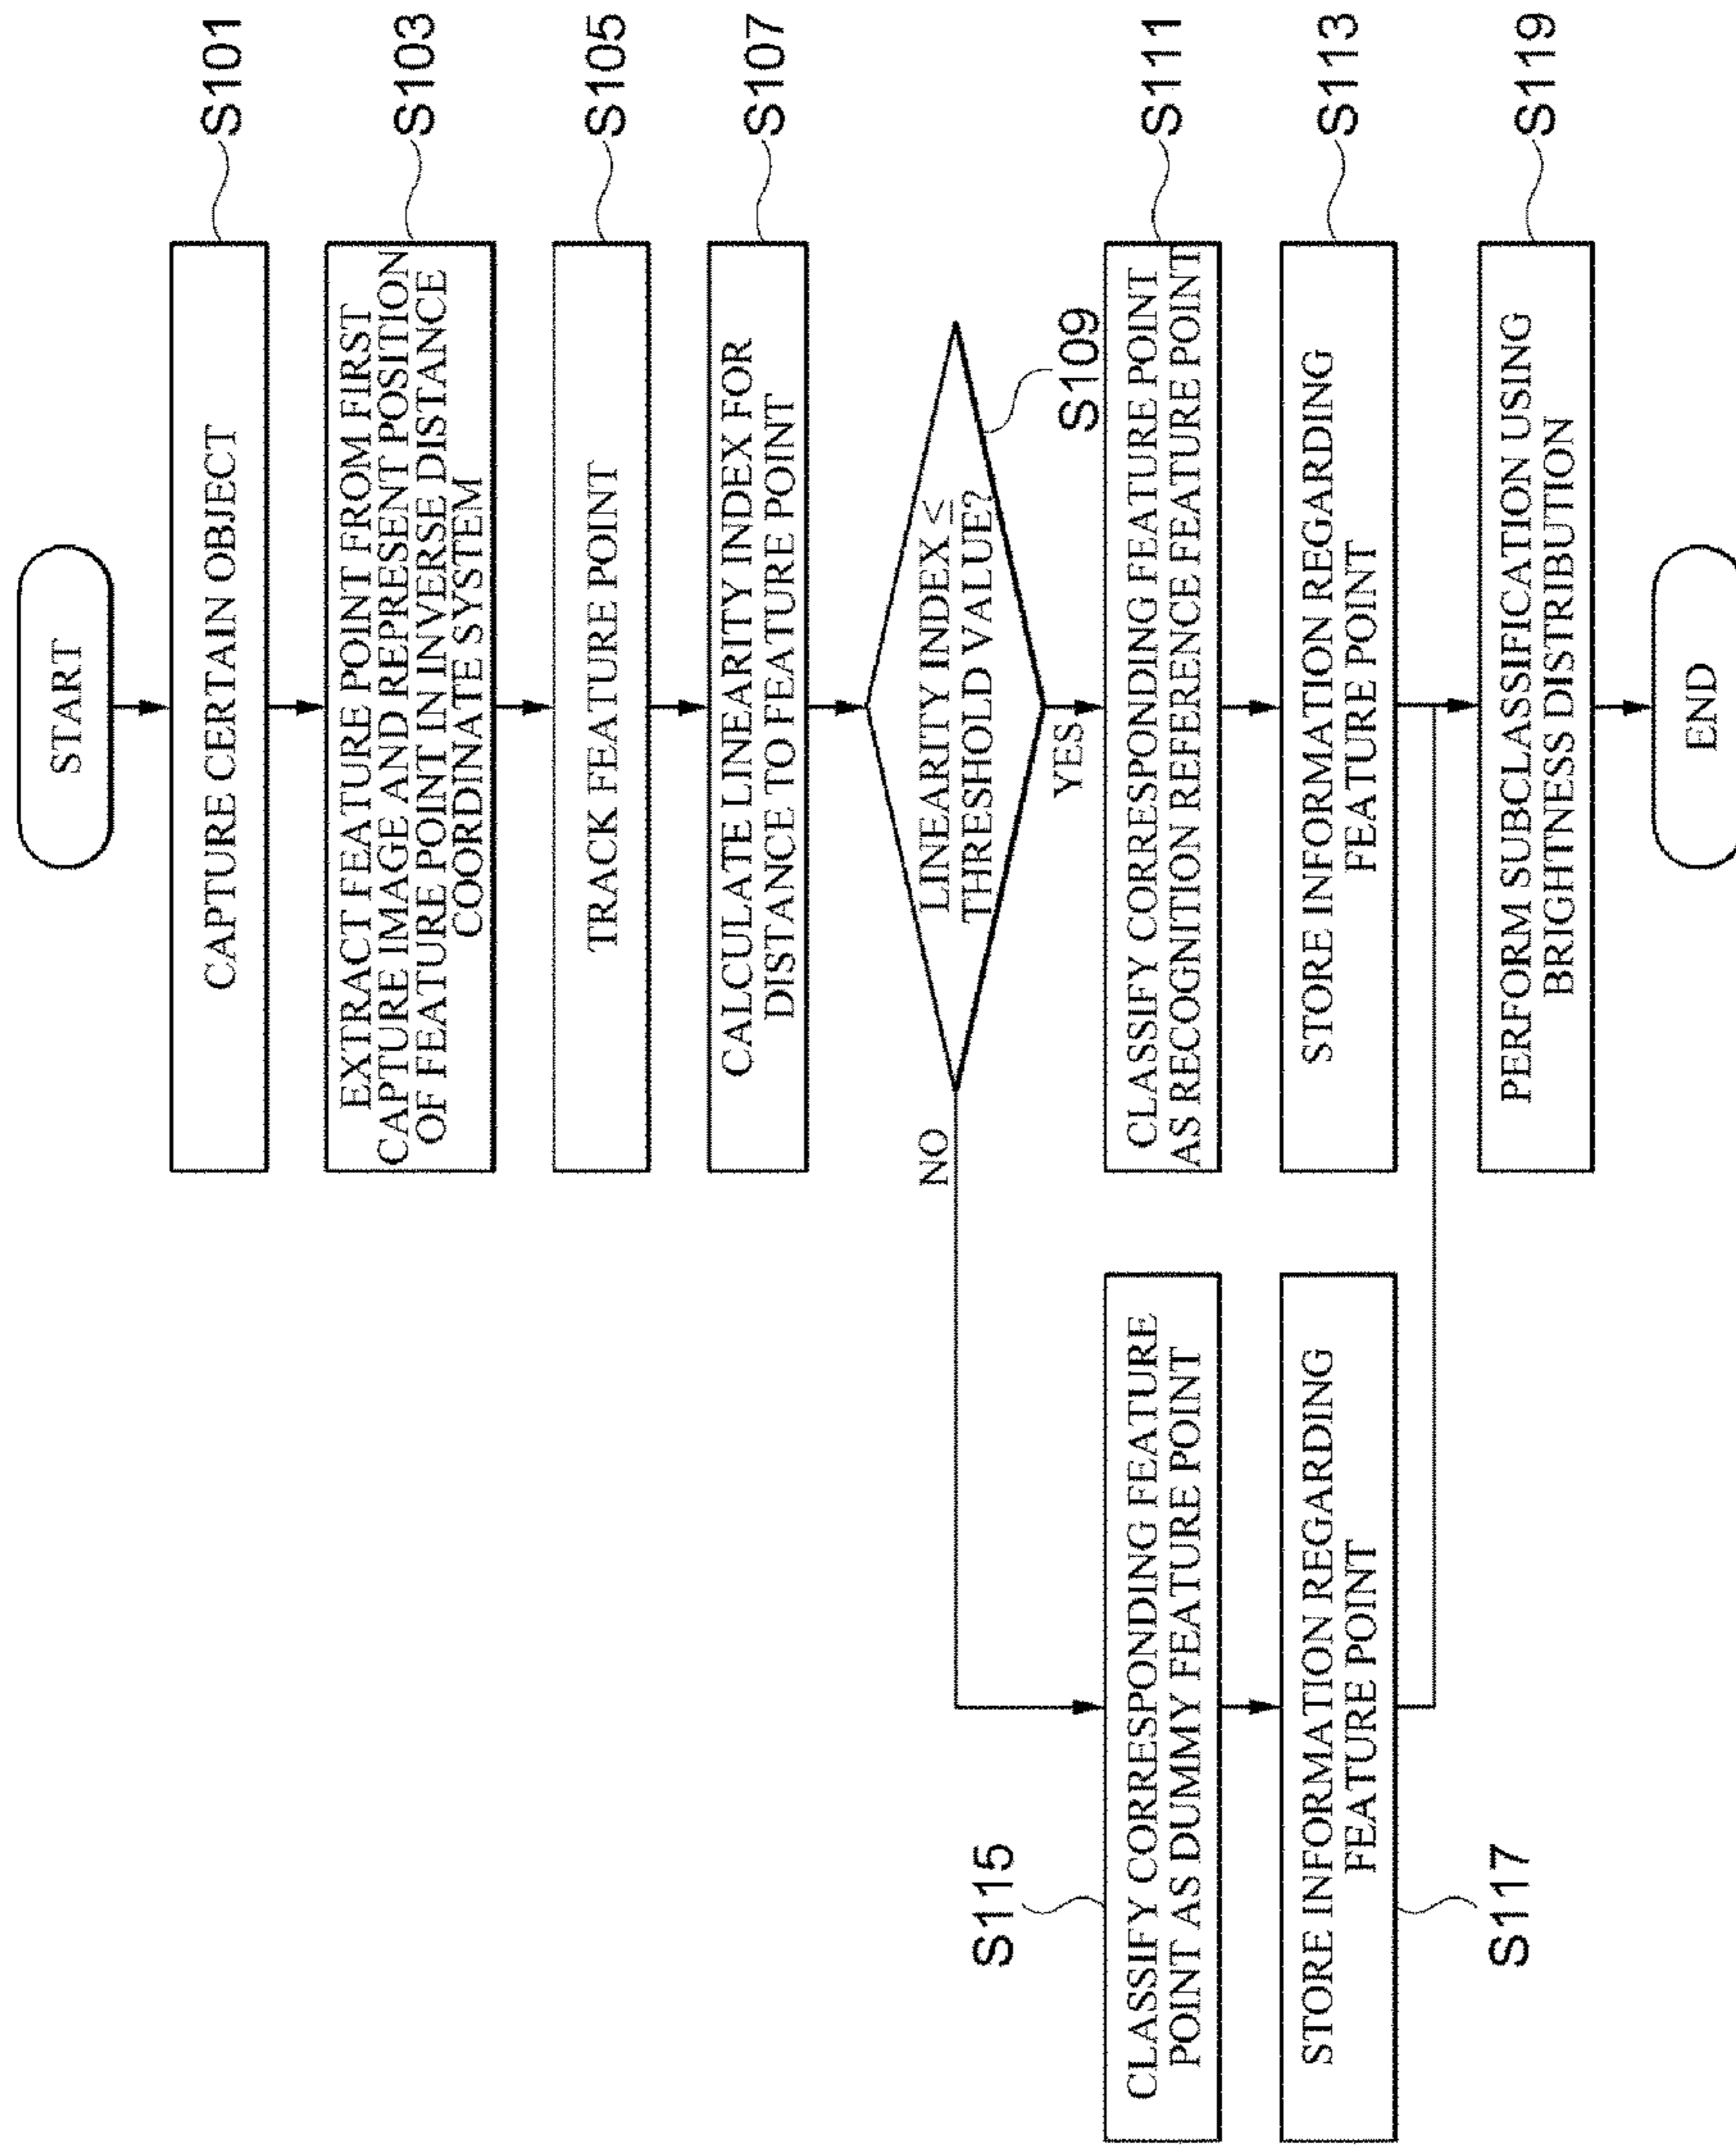 START
CAPTURE CERTAIN OBJECT
S101
EXTRACT FEATURE POINT FROM FIRST
CAPTURE IMAGE AND REPRESENT POSITION
OF FEATURE POINT IN INVERSE DISTANCE
COORDINATE SYSTEM
S103
TRACK FEATURE POINT
S105
CALCULATE LINEARITY INDEX FOR
DISTANCE TO FEATURE POINT
S107
LINEARITY INDEX ≤
THRESHOLD VALUE?
S109
NO
YES
CLASSIFY CORRESPONDING FEATURE POINT
AS RECOGNITION REFERENCE FEATURE POINT
S111
STORE INFORMATION REGARDING
FEATURE POINT
S113
S115
CLASSIFY CORRESPONDING FEATURE
POINT AS DUMMY FEATURE POINT
STORE INFORMATION REGARDING
FEATURE POINT
S117
PERFORM SUBCLASSIFICATION USING
BRIGHTNESS DISTRIBUTION
S119
END